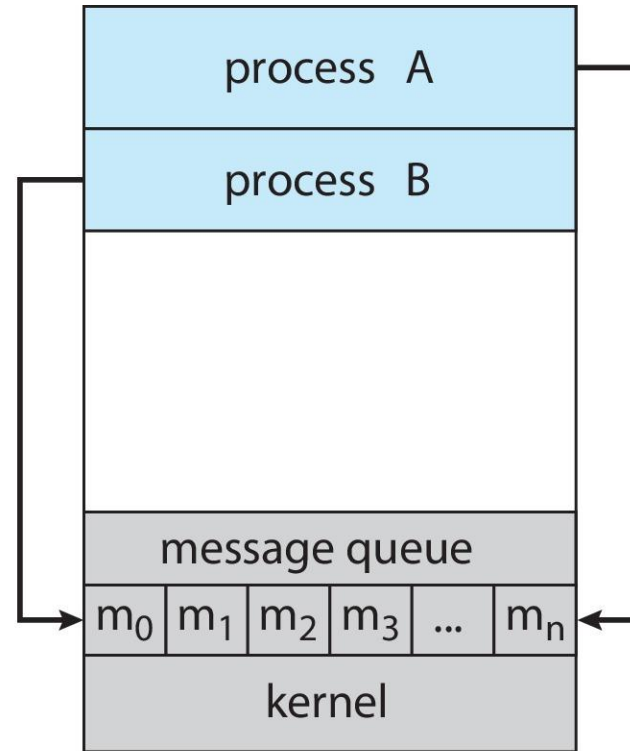 process A
process B
message queue
m₀ m₁ m₂ m₃ ... mₙ
kernel